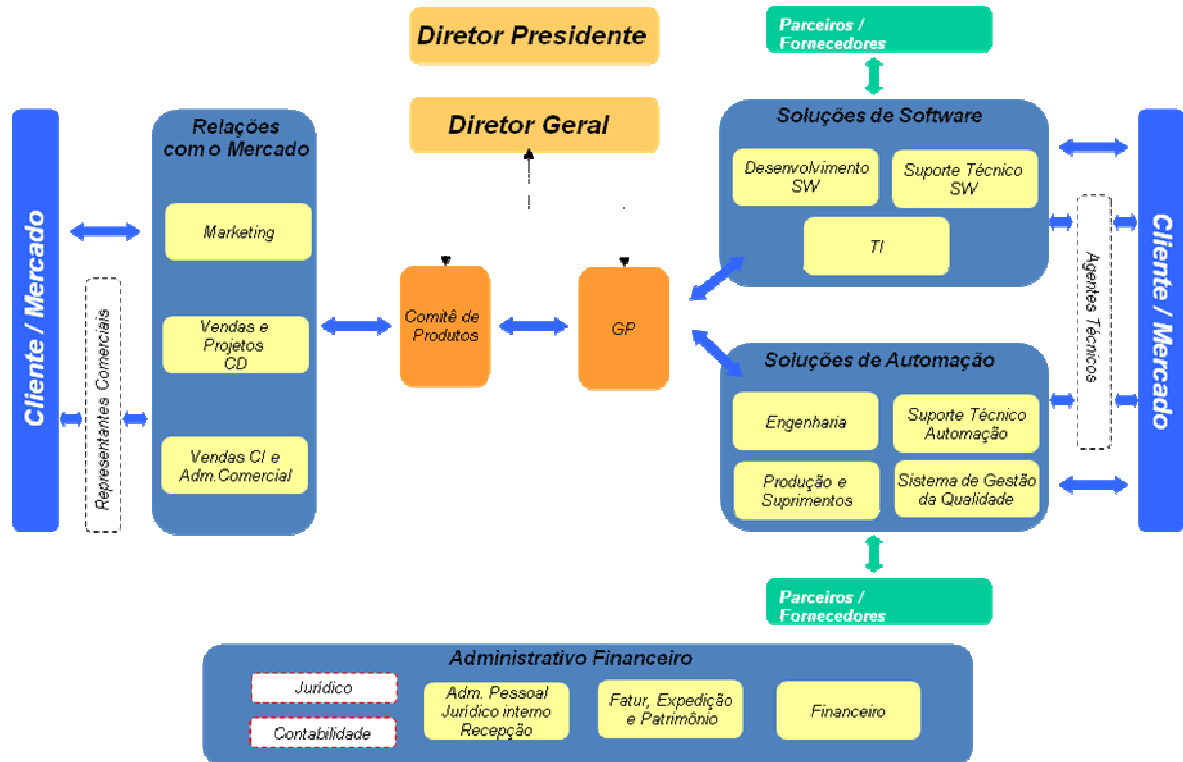 Diretor Presidente
Diretor Geral
Parceiros /
Fornecedores
Cliente / Mercado
Representantes Comerciais
Relações
com o Mercado
Marketing
Vendas e
Projetos
CD
Vendas CI e
Adm.Comercial
Comitê de
Produtos
GP
Soluções de Software
Desenvolvimento
SW
Suporte Técnico
SW
TI
Soluções de Automação
Engenharia
Suporte Técnico
Automação
Produção e
Suprimentos
Sistema de Gestão
da Qualidade
Agentes Técnicos
Cliente / Mercado
Parceiros /
Fornecedores
Administrativo Financeiro
Jurídico
Contabilidade
Adm. Pessoal
Jurídico interno
Recepção
Fatur, Expedição
e Patrimônio
Financeiro